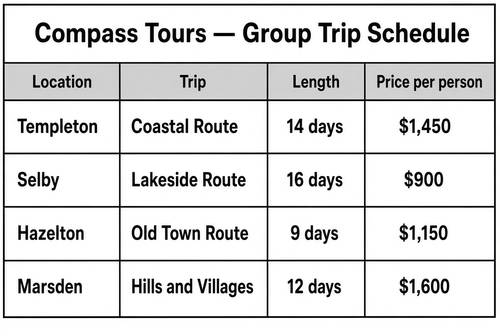 Compass Tours — Group Trip Schedule
Location Trip Length Price per person
Templeton Coastal Route 14 days $1,450
Selby Lakeside Route 16 days $900
Hazelton Old Town Route 9 days $1,150
Marsden Hills and Villages 12 days $1,600